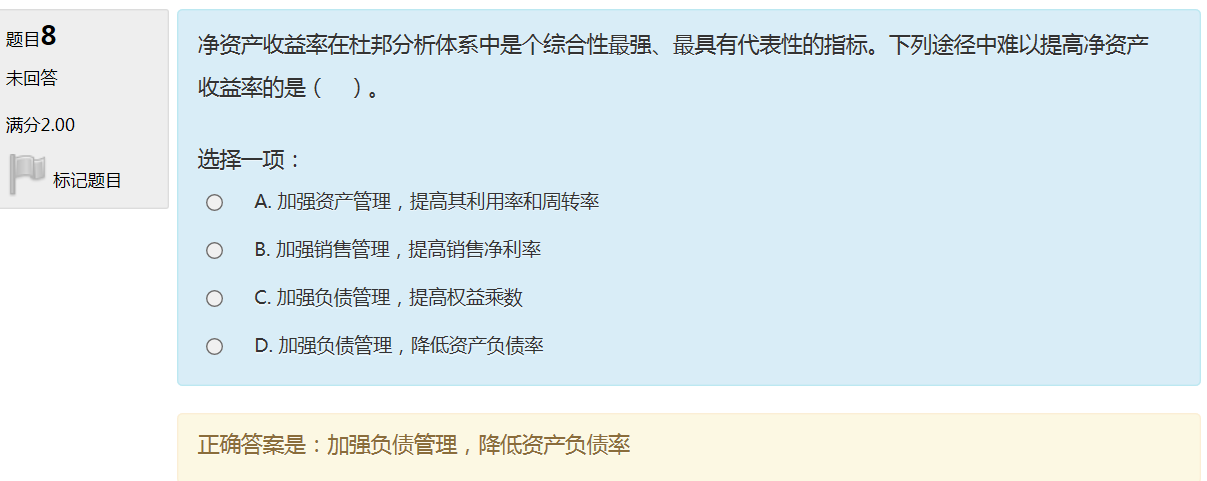 题目8
未回答
满分2.00
标记题目
净资产收益率在杜邦分析体系中是个综合性最强、最具有代表性的指标。下列途径中难以提高净资产
收益率的是（ ）。
选择一项：
A. 加强资产管理，提高其利用率和周转率
B. 加强销售管理，提高销售净利率
C. 加强负债管理，提高权益乘数
D. 加强负债管理，降低资产负债率
正确答案是：加强负债管理，降低资产负债率